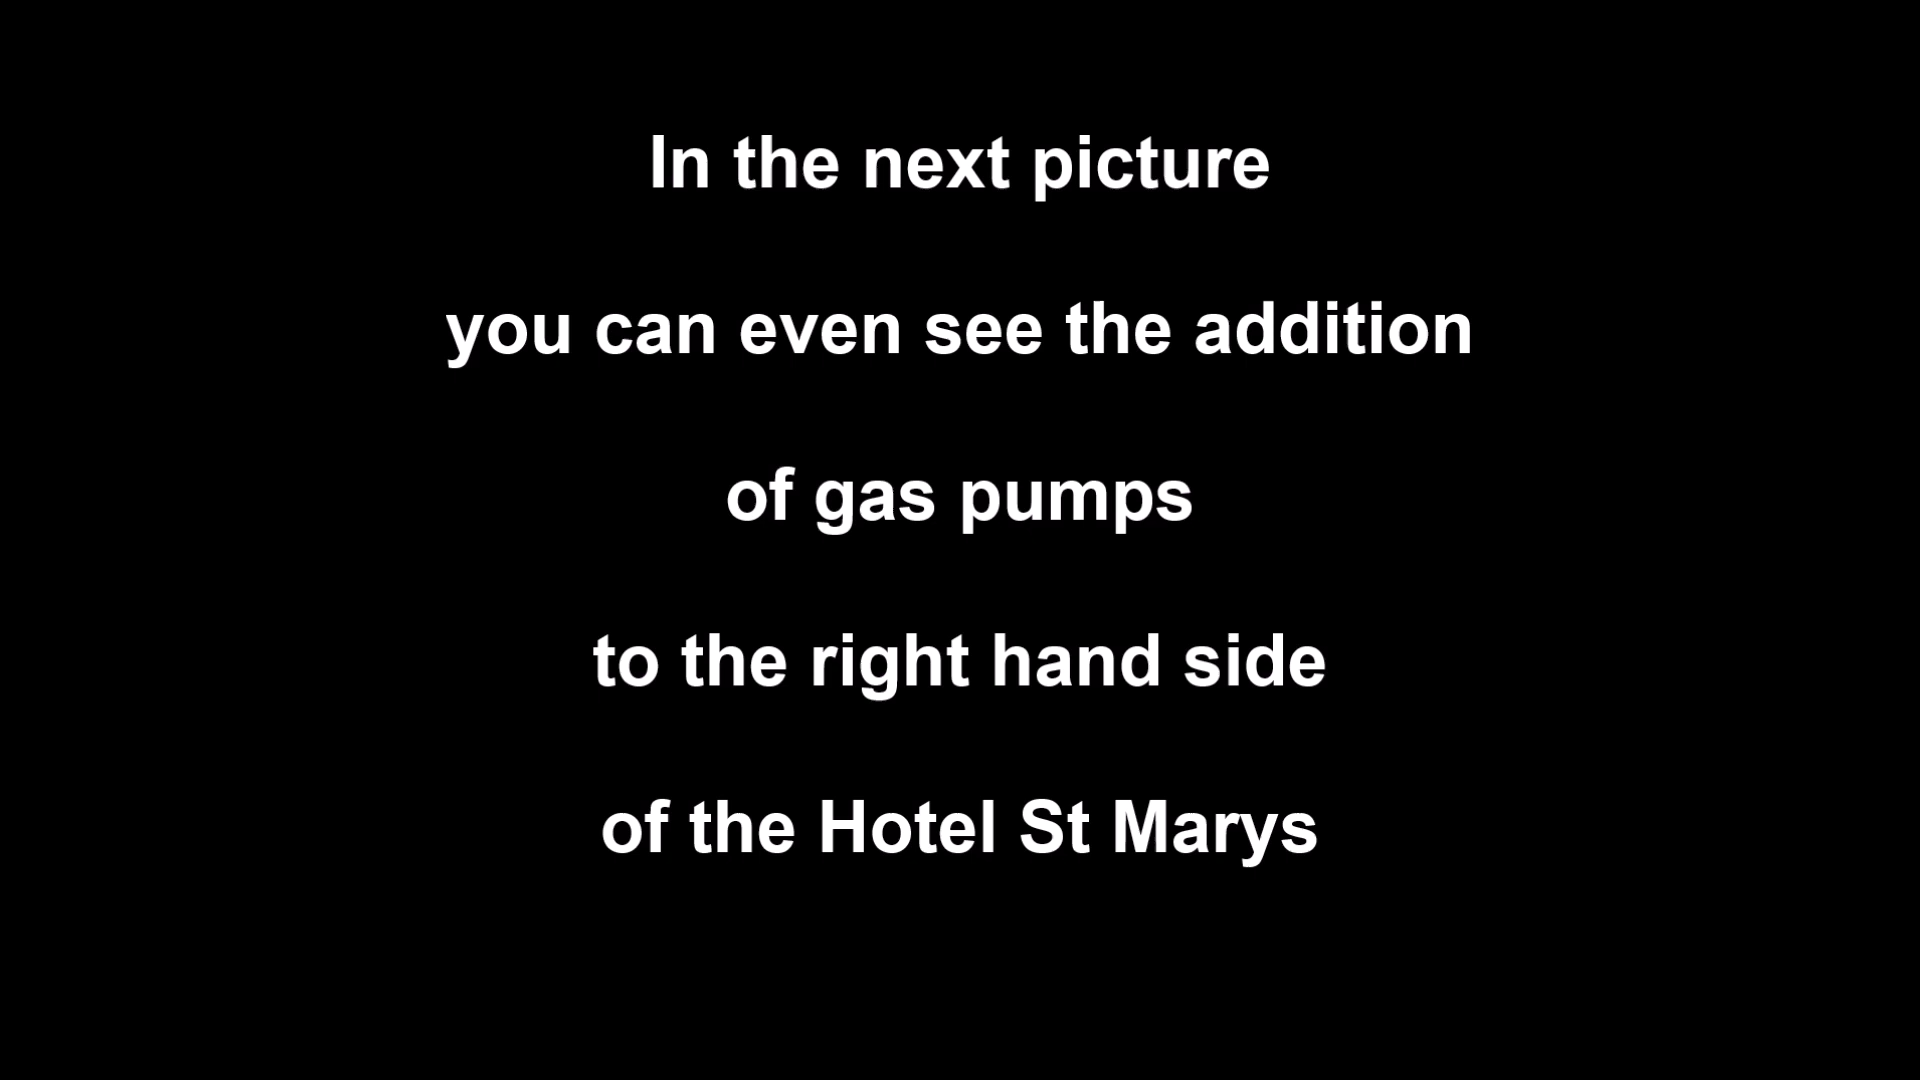 In the next picture
you can even see the addition
of gas pumps
to the right hand side
of the Hotel St Marys